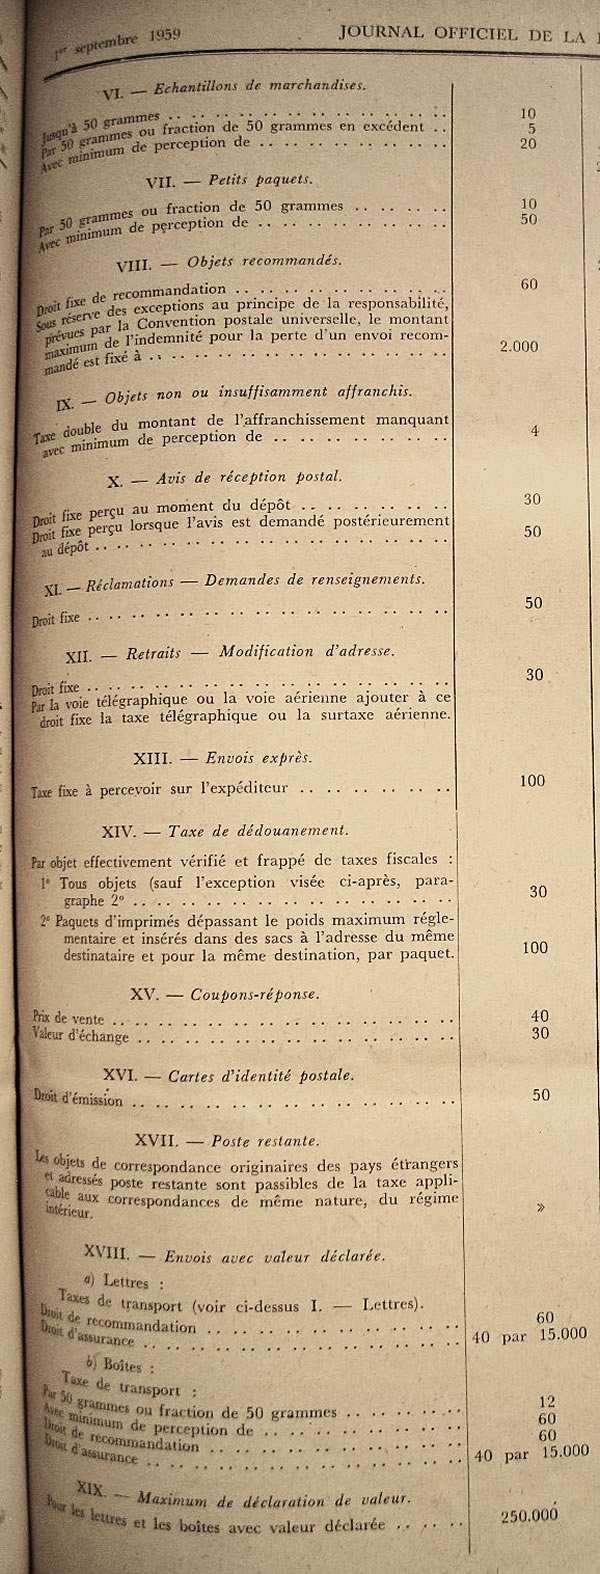 1er septembre 1959 JOURNAL OFFICIEL DE LA
VI. — Echantillons de marchandises.
Jusqu'à 50 grammes . . . . . . . . 10
Par 50 grammes ou fraction de 50 grammes en excédent . . 5
Avec minimum de perception de . . . . . . . . 20
VII. — Petits paquets.
Par 50 grammes ou fraction de 50 grammes . . . . . . . . 10
Avec minimum de perception de . . . . . . . . 50
VIII. — Objets recommandés.
Droit fixe de recommandation . . . . . . . . 60
Sous réserve des exceptions au principe de la responsabilité,
prévues par la Convention postale universelle, le montant
maximum de l'indemnité pour la perte d'un envoi recom-
mandé est fixé à . . . . . . . . 2.000
IX. — Objets non ou insuffisamment affranchis.
Taxe double du montant de l'affranchissement manquant
avec minimum de perception de . . . . . . . . 4
X. — Avis de réception postal.
Droit fixe perçu au moment du dépôt . . . . . . . . 30
Droit fixe perçu lorsque l'avis est demandé postérieurement
au dépôt . . . . . . . . 50
XI. — Réclamations — Demandes de renseignements.
Droit fixe . . . . . . . . 50
XII. — Retraits — Modification d'adresse.
Droit fixe . . . . . . . . 30
Par la voie télégraphique ou la voie aérienne ajouter à ce
droit fixe la taxe télégraphique ou la surtaxe aérienne.
XIII. — Envois exprès.
Taxe fixe à percevoir sur l'expéditeur . . . . . . . . 100
XIV. — Taxe de dédouanement.
Par objet effectivement vérifié et frappé de taxes fiscales :
1° Tous objets (sauf l'exception visée ci-après, para-
graphe 2° . . . . . . . . 30
2° Paquets d'imprimés dépassant le poids maximum régle-
mentaire et insérés dans des sacs à l'adresse du même
destinataire et pour la même destination, par paquet. 100
XV. — Coupons-réponse.
Prix de vente . . . . . . . . 40
Valeur d'échange . . . . . . . . 30
XVI. — Cartes d'identité postale.
Droit d'émission . . . . . . . . 50
XVII. — Poste restante.
Les objets de correspondance originaires des pays étrangers
et adressés poste restante sont passibles de la taxe appli-
cable aux correspondances de même nature, du régime
intérieur. »
XVIII. — Envois avec valeur déclarée.
a) Lettres :
Taxes de transport (voir ci-dessus I. — Lettres).
Droit de recommandation . . . . . . . . 60
Droit d'assurance . . . . . . . . 40 par 15.000
b) Boîtes :
Taxe de transport :
Par 50 grammes ou fraction de 50 grammes . . . . . . . . 12
Avec minimum de perception de . . . . . . . . 60
Droit de recommandation . . . . . . . . 60
Droit d'assurance . . . . . . . . 40 par 15.000
XIX. — Maximum de déclaration de valeur.
Pour les lettres et les boîtes avec valeur déclarée . . . . . . 250.000